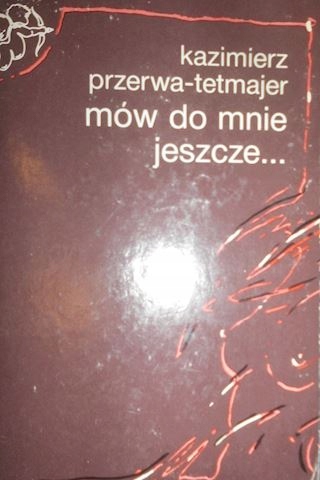 kazimierz
przerwa-tetmajer
mów do mnie
jeszcze...